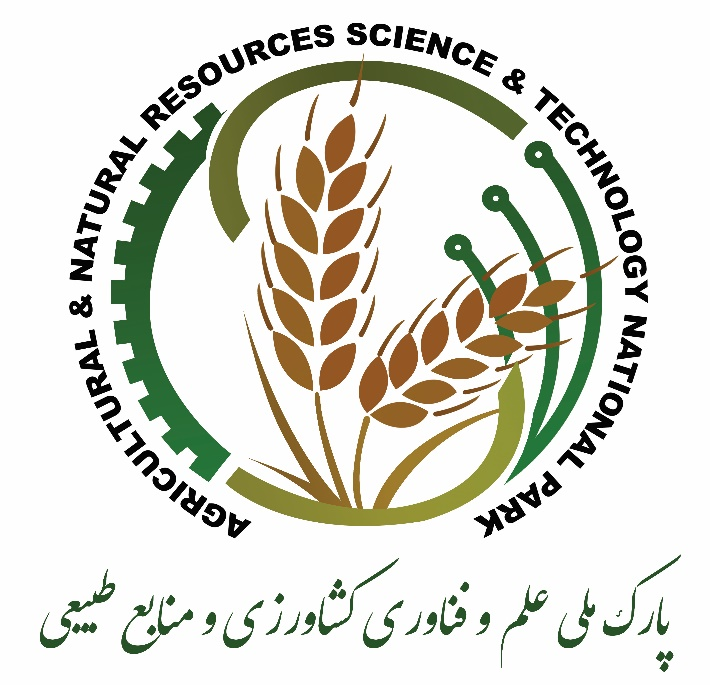 AGRICULTURAL & NATURAL RESOURCES SCIENCE & TECHNOLOGY NATIONAL PARK
پارک ملی علم و فناوری کشاورزی و منابع طبیعی